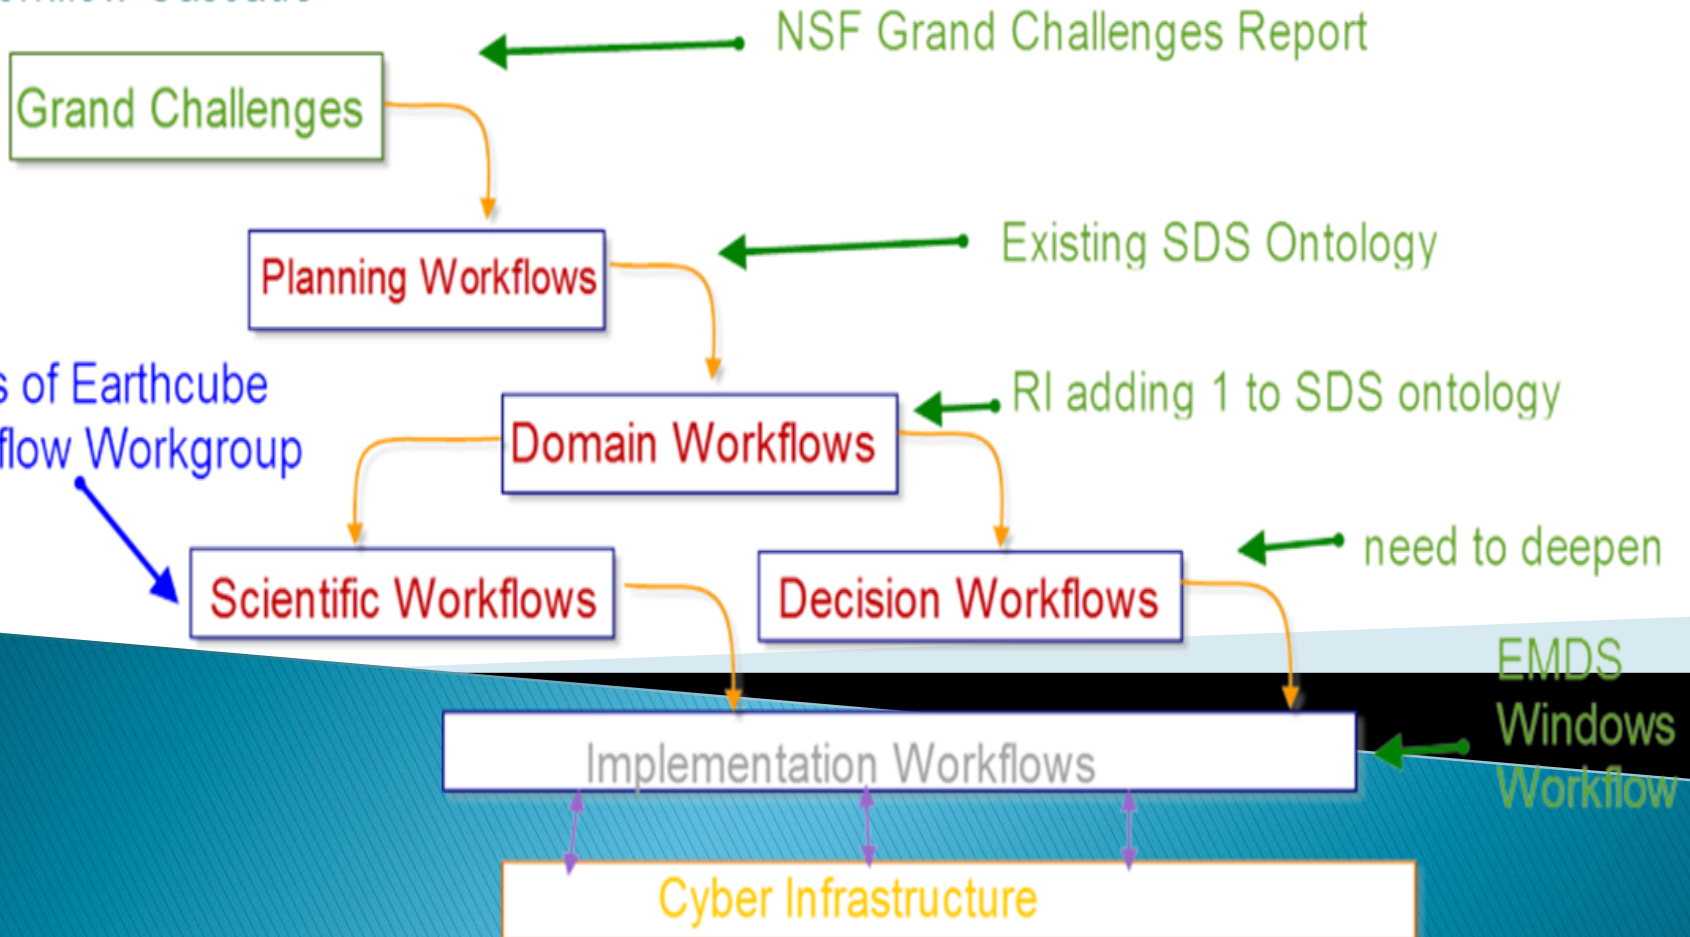 Cascade
NSF Grand Challenges Report
Grand Challenges
Existing SDS Ontology
Planning Workflows
s of Earthcube
flow Workgroup
RI adding 1 to SDS ontology
Domain Workflows
need to deepen
Scientific Workflows
Decision Workflows
EMDS
Windows
Workflow
Implementation Workflows
Cyber Infrastructure